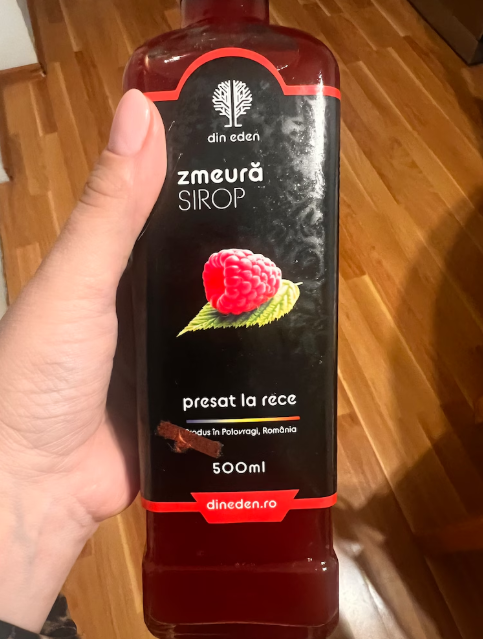 din eden
zmeură
SIROP
presat la rece
Produs în Polovragi, România
500ml
dineden.ro